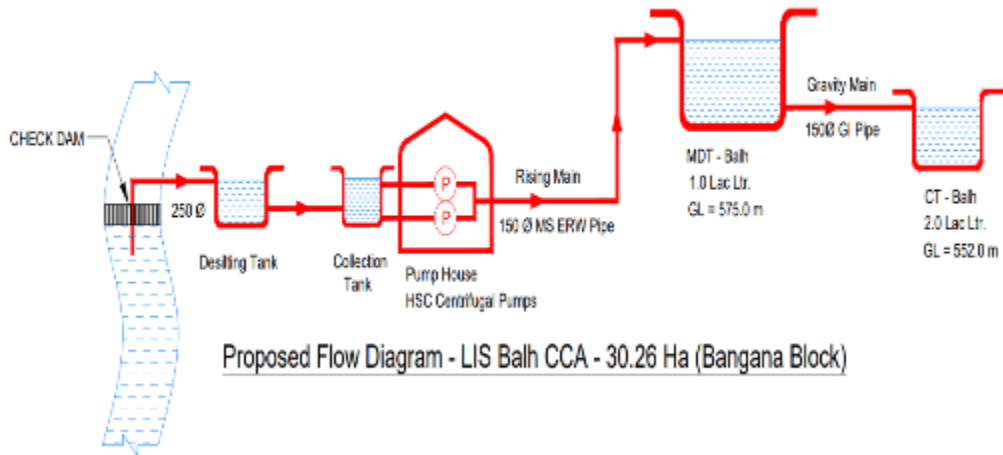 CHECK DAM
250 Ø
Desilting Tank
Collection
Tank
P
P
Pump House
HSC Centrifugal Pumps
Rising Main
150 Ø MS ERW Pipe
MDT - Balh
1.0 Lac Ltr.
GL = 575.0 m
Gravity Main
150Ø GI Pipe
CT - Balh
2.0 Lac Ltr.
GL = 552.0 m
Proposed Flow Diagram - LIS Balh CCA - 30.26 Ha (Bangana Block)